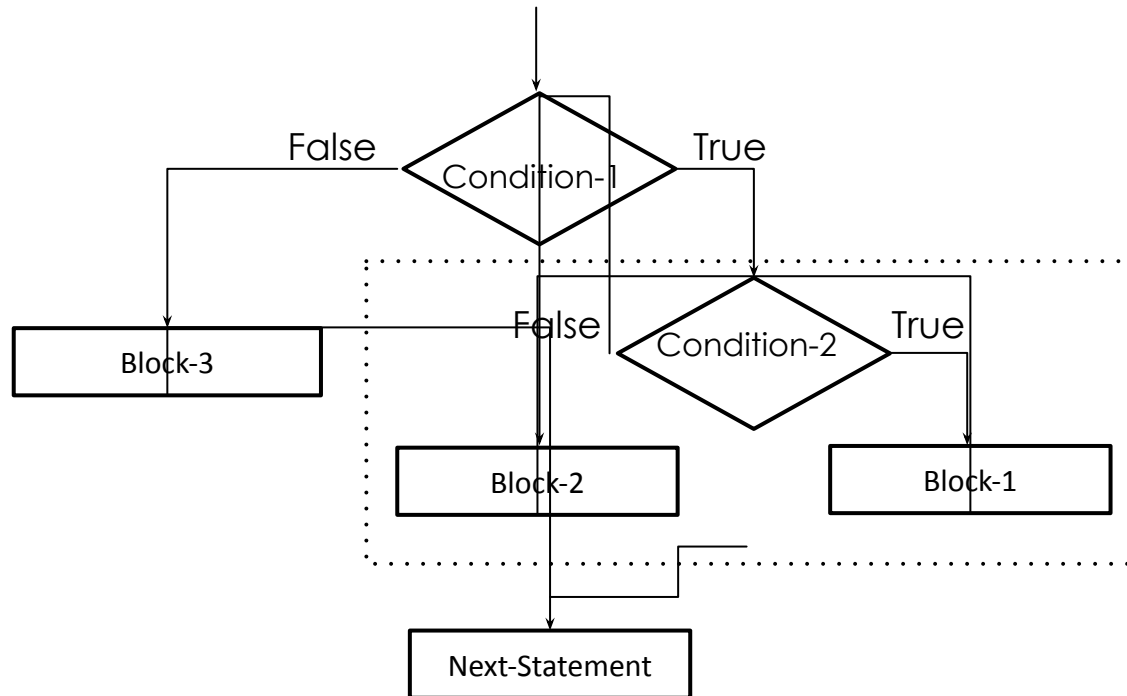 False
True
Condition-1
False
True
Condition-2
Block-3
Block-2
Block-1
Next-Statement